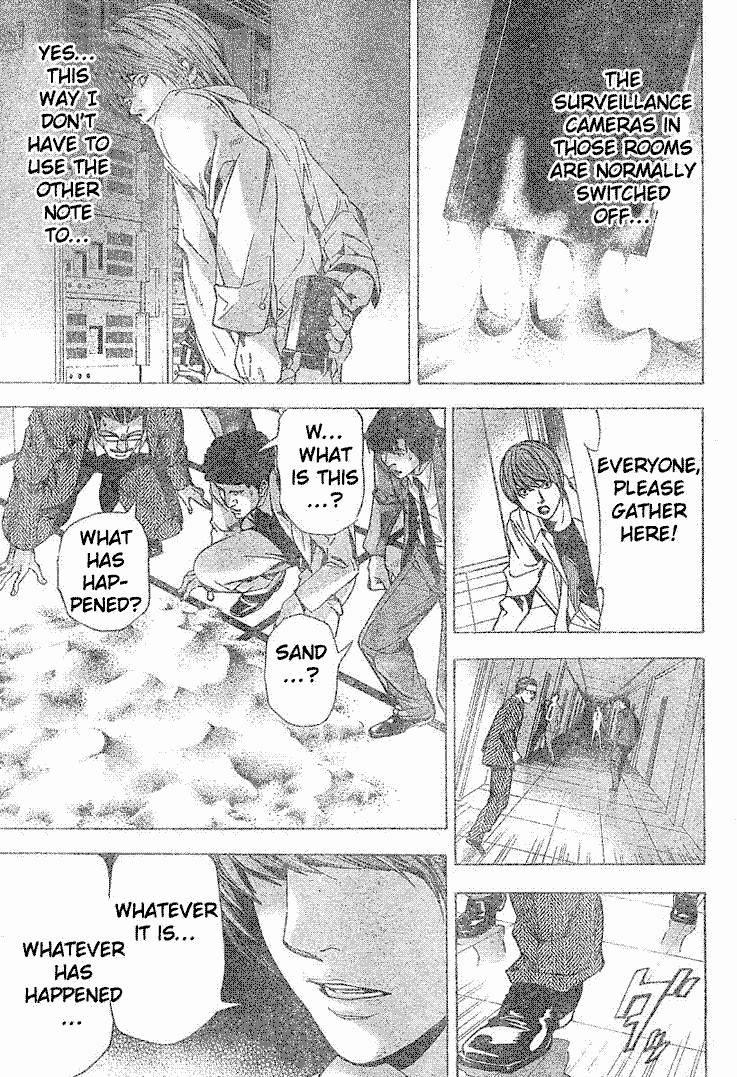 THE
SURVEILLANCE
CAMERAS IN
THOSE ROOMS
ARE NORMALLY
SWITCHED
OFF...
YES...
THIS
WAY I
DON'T
HAVE TO
USE THE
OTHER
NOTE
TO...
EVERYONE,
PLEASE
GATHER
HERE!
W...
WHAT
IS THIS
...?
WHAT
HAS
HAP-
PENED?
SAND
...?
ダッ
WHATEVER
IT IS...
WHATEVER
HAS
HAPPENED
...